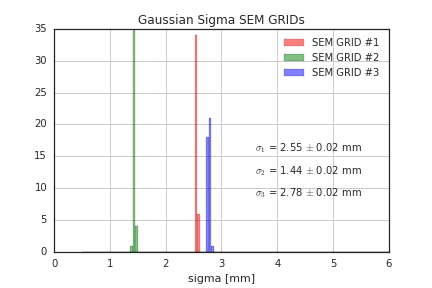 Gaussian Sigma SEM GRIDs
35
30
25
20
15
10
5
0
SEM GRID #1
SEM GRID #2
SEM GRID #3
σ₁ = 2.55 ± 0.02 mm
σ₂ = 1.44 ± 0.02 mm
σ₃ = 2.78 ± 0.02 mm
0 1 2 3 4 5 6
sigma [mm]